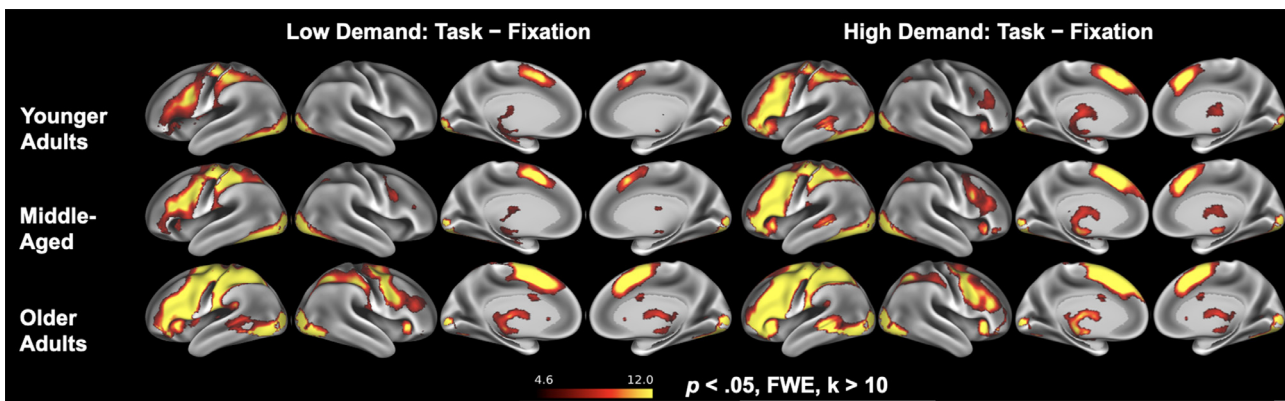 Low Demand: Task – Fixation
High Demand: Task – Fixation
Younger
Adults
Middle-
Aged
Older
Adults
4.6
12.0
p < .05, FWE, k > 10